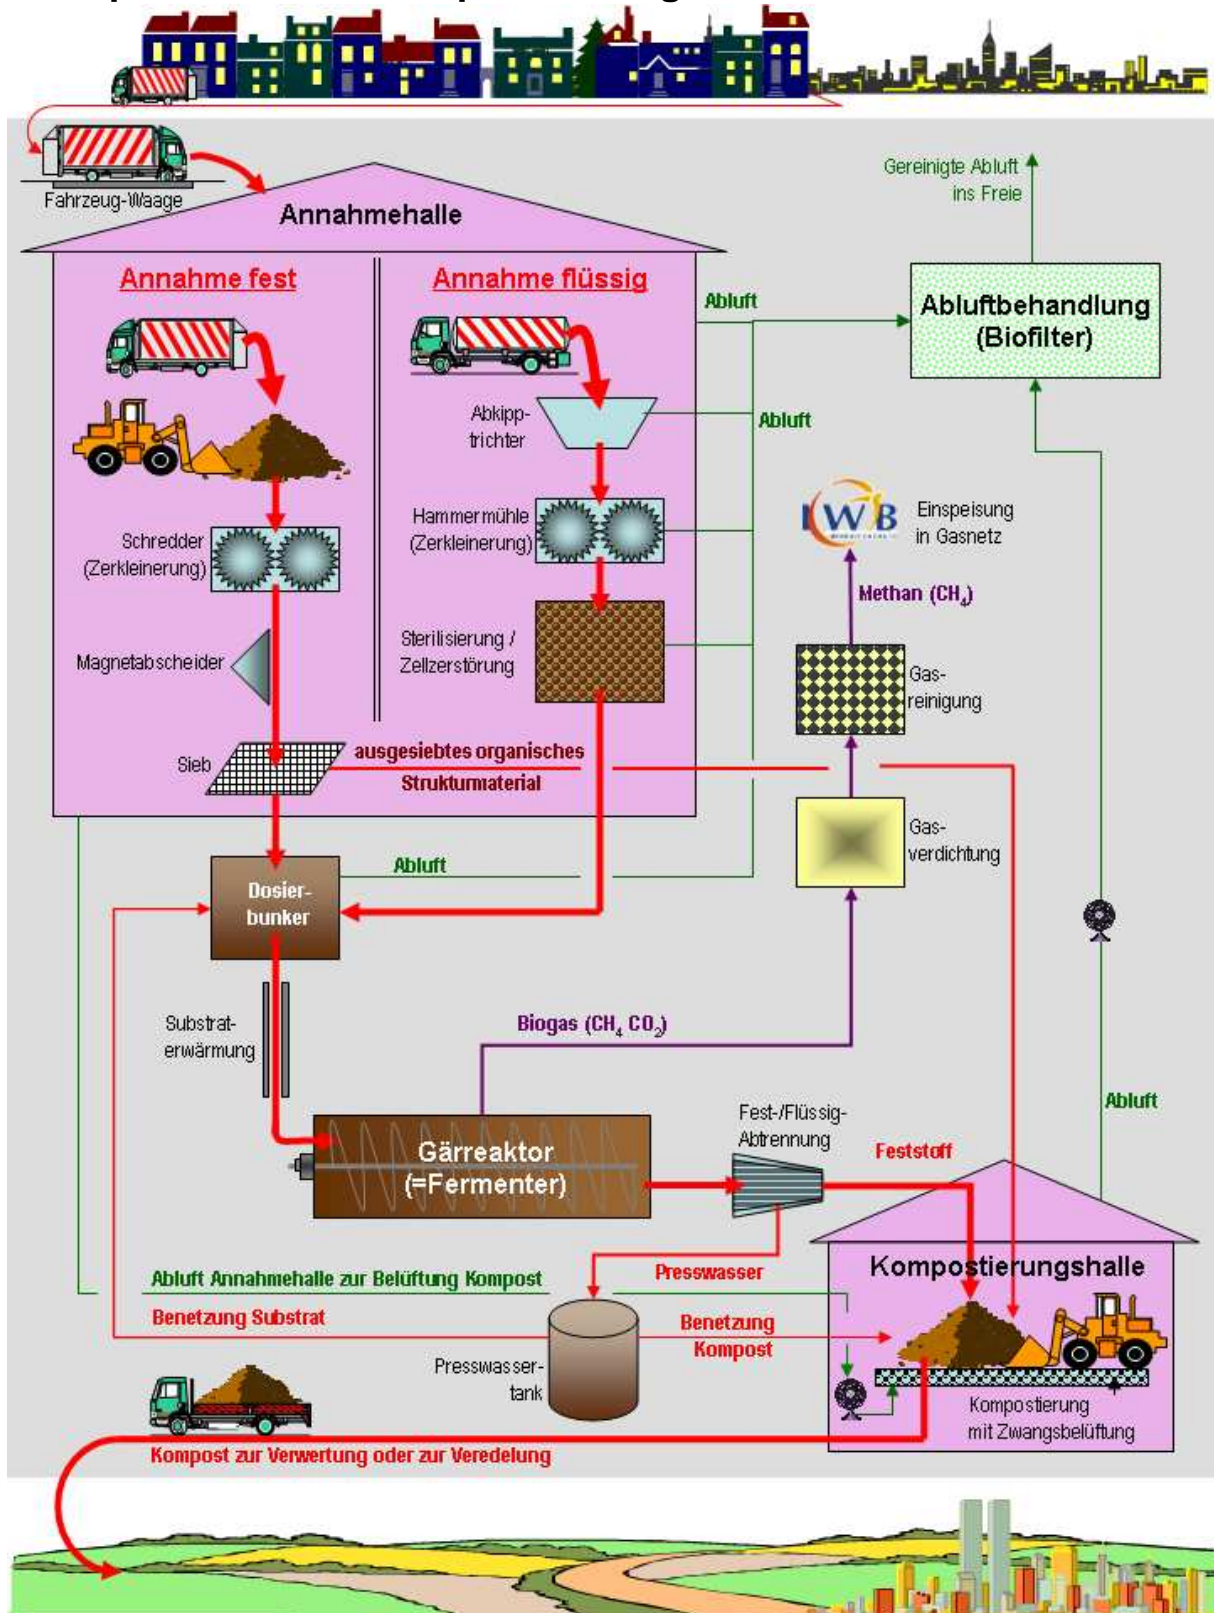 Fahrzeug-Waage
Annahmehalle
Gereinigte Abluft
ins Freie
Annahme fest
Annahme flüssig
Abluft
Abluftbehandlung
(Biofilter)
Abkipp-
trichter
Abluft
Schredder
(Zerkleinerung)
Hammermühle
(Zerkleinerung)
IWB
Einspeisung
in Gasnetz
Methan (CH4)
Magnetabscheider
Sterilisierung /
Zellzerstörung
Gas-
reinigung
Sieb
ausgesiebtes organisches
Strukturmaterial
Gas-
verdichtung
Abluft
Dosier-
bunker
Substrat-
erwärmung
Biogas (CH4 CO2)
Abluft
Fest-/Flüssig-
Abtrennung
Gärreaktor
(=Fermenter)
Feststoff
Presswasser
Kompostierungshalle
Abluft Annahmehalle zur Belüftung Kompost
Benetzung Substrat
Benetzung
Kompost
Presswasser-
tank
Kompostierung
mit Zwangsbelüftung
Kompost zur Verwertung oder zur Veredelung